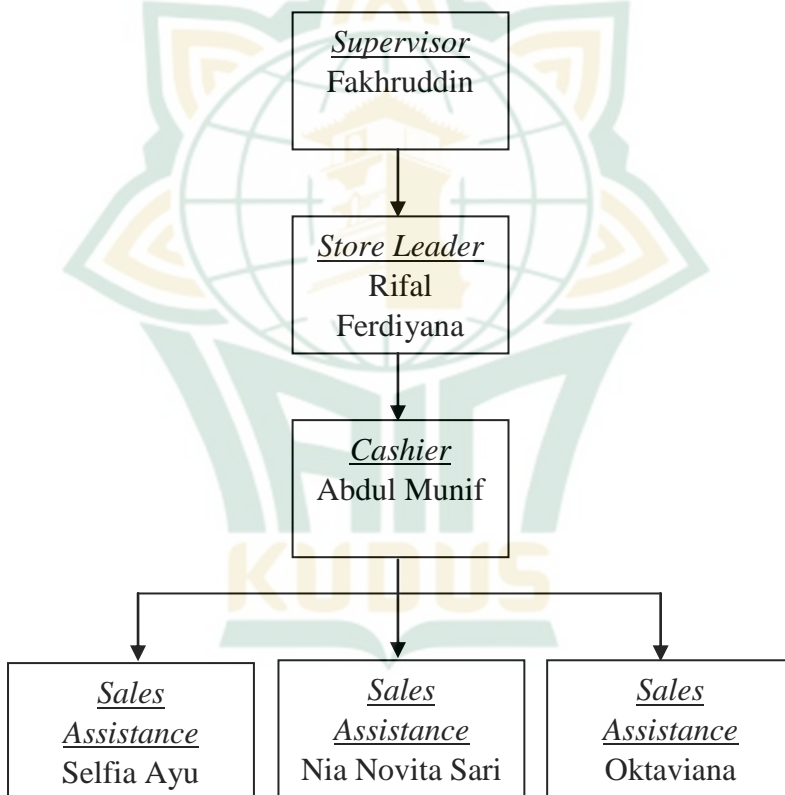 Supervisor
Fakhruddin
Store Leader
Rifal
Ferdiyana
Cashier
Abdul Munif
KUDUS
Sales
Assistance
Selfia Ayu
Sales
Assistance
Nia Novita Sari
Sales
Assistance
Oktaviana